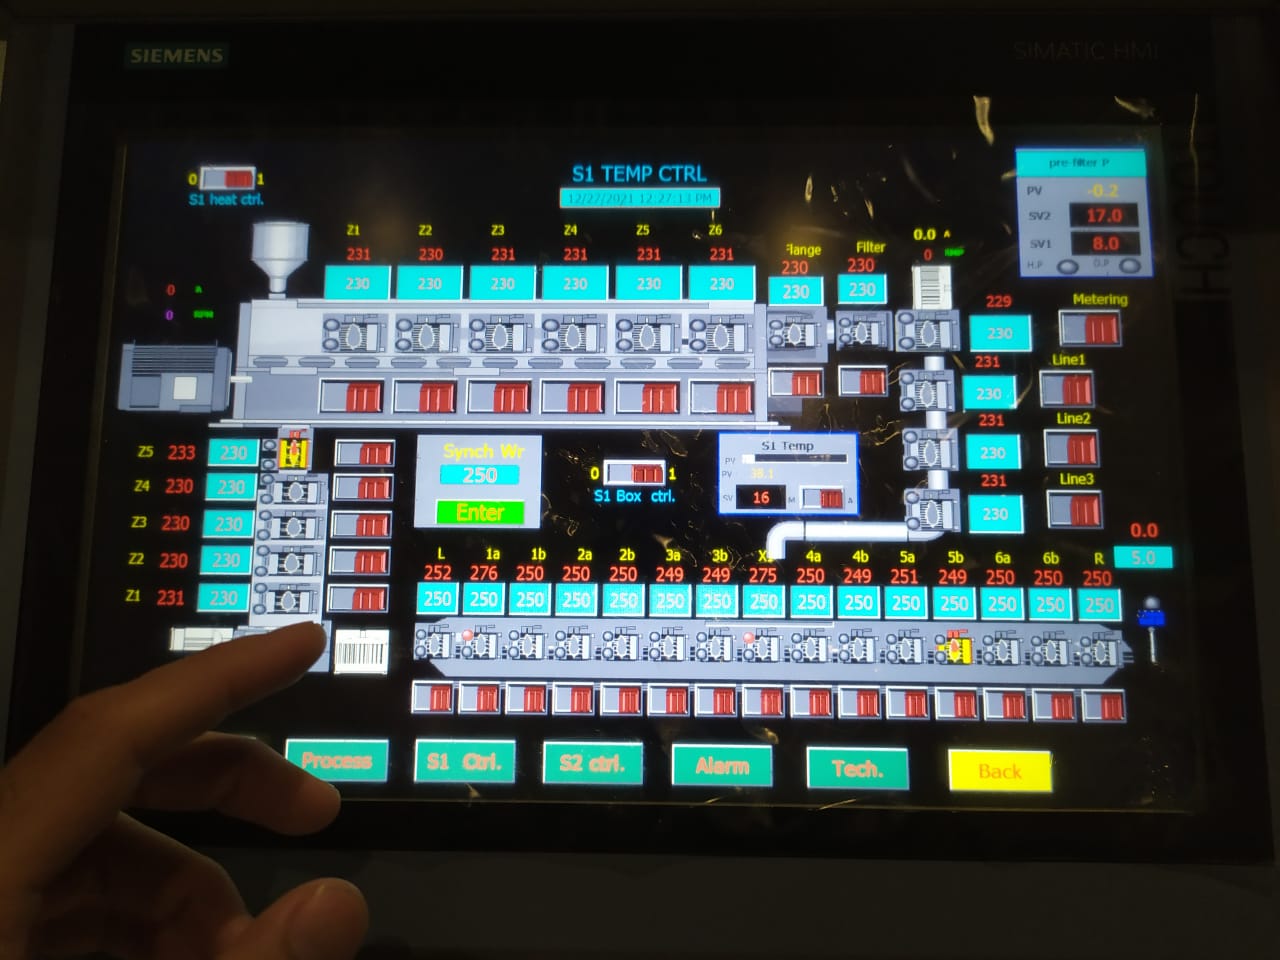 SIEMENS
SIMATIC HMI
TOUCH
0 1
S1 heat ctrl.
S1 TEMP CTRL
12/27/2021 12:27:13 PM
pre-filter P
PV -0.2
SV2 17.0
SV1 8.0
H.P O.P
Z1 Z2 Z3 Z4 Z5 Z6 Filter
231 230 231 231 231 231 230 230
230 230 230 230 230 230 230 230
0.0 A
0 RPM
0 A
0 RPM
229 Metering
230
231 Line1
230
231 Line2
230
231 Line3
230
Z5 233 230
Z4 230 230
Z3 230 230
Z2 230 230
Z1 231 230
Synch Wr
250
Enter
0 1
S1 Box ctrl.
S1 Temp
PV
PV 38.1
SV 16 M A
0.0
5.0
L 1a 1b 2a 2b 3a 3b 4a 4b 5a 5b 6a 6b R
252 276 250 250 250 249 249 275 250 249 251 249 250 250 250
250 250 250 250 250 250 250 250 250 250 250 250 250 250 250
Process S1 Ctrl. S2 ctrl. Alarm Tech. Back